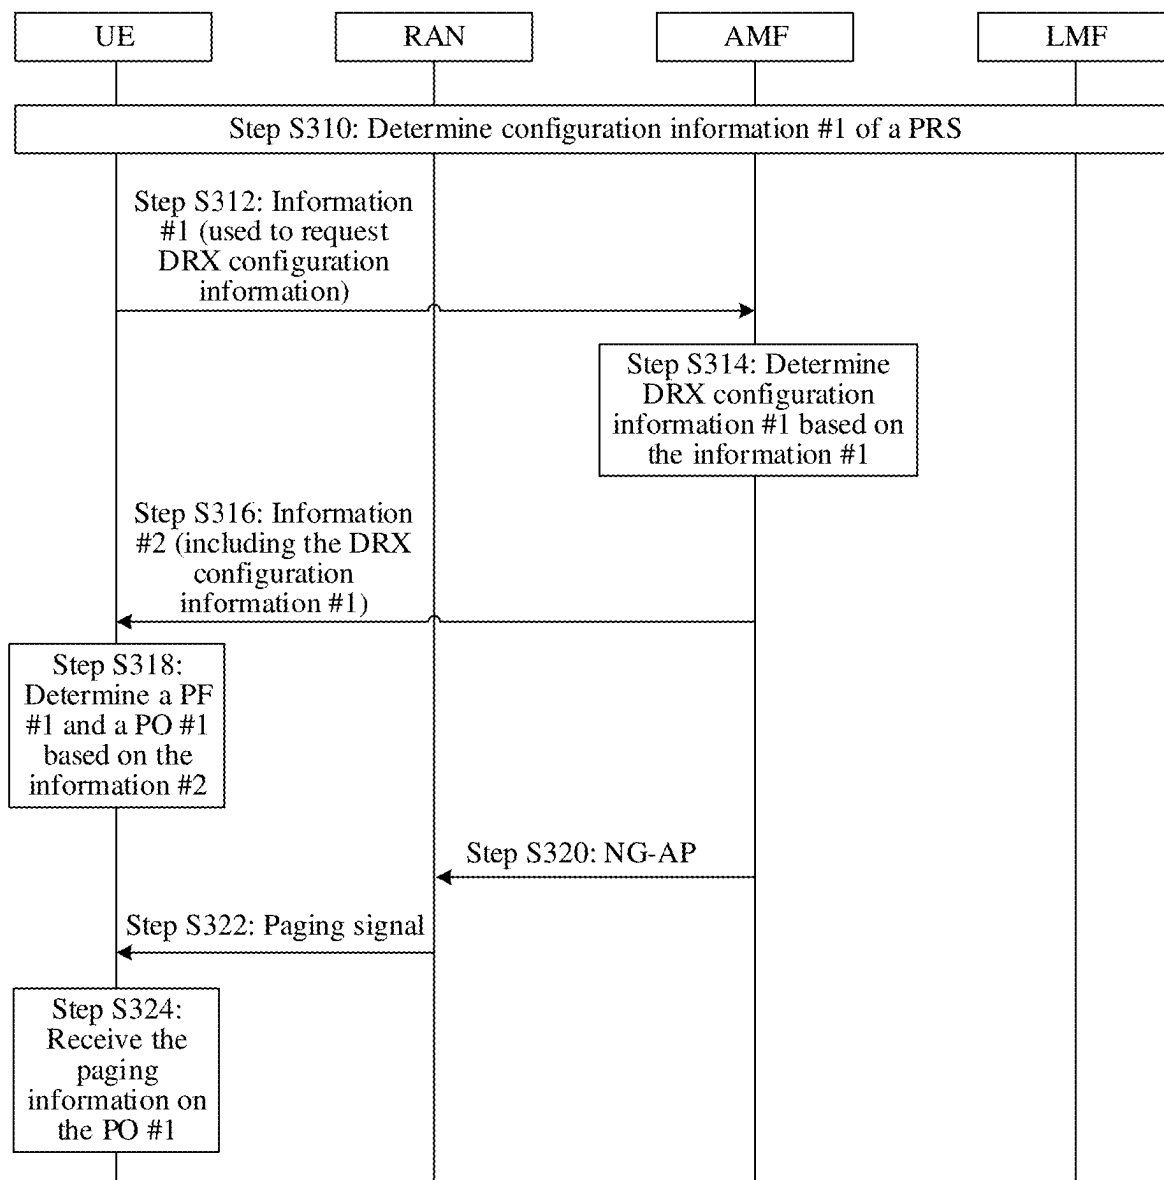 UE
RAN
AMF
LMF
Step S310: Determine configuration information #1 of a PRS
Step S312: Information
#1 (used to request
DRX configuration
information)
Step S314: Determine
DRX configuration
information #1 based on
the information #1
Step S316: Information
#2 (including the DRX
configuration
information #1)
Step S318:
Determine a PF
#1 and a PO #1
based on the
information #2
Step S320: NG-AP
Step S322: Paging signal
Step S324:
Receive the
paging
information on
the PO #1